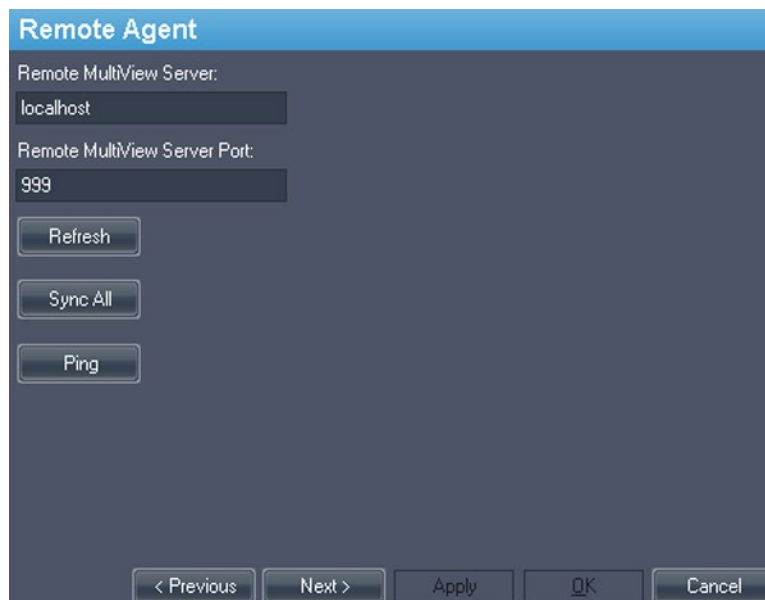 Remote Agent
Remote MultiView Server:
localhost
Remote MultiView Server Port:
999
Refresh
Sync All
Ping
< Previous Next > Apply OK Cancel